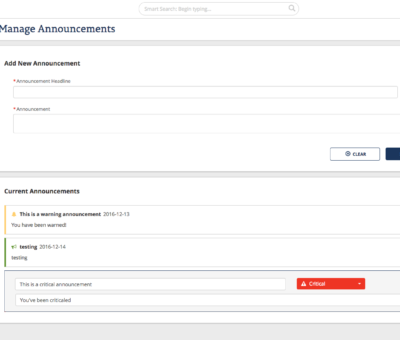 Smart Search: Begin typing...
Manage Announcements
Add New Announcement
*Announcement Headline
*Announcement
CLEAR
Current Announcements
This is a warning announcement 2016-12-13
You have been warned!
testing 2016-12-14
testing
This is a critical announcement
Critical
You've been criticaled